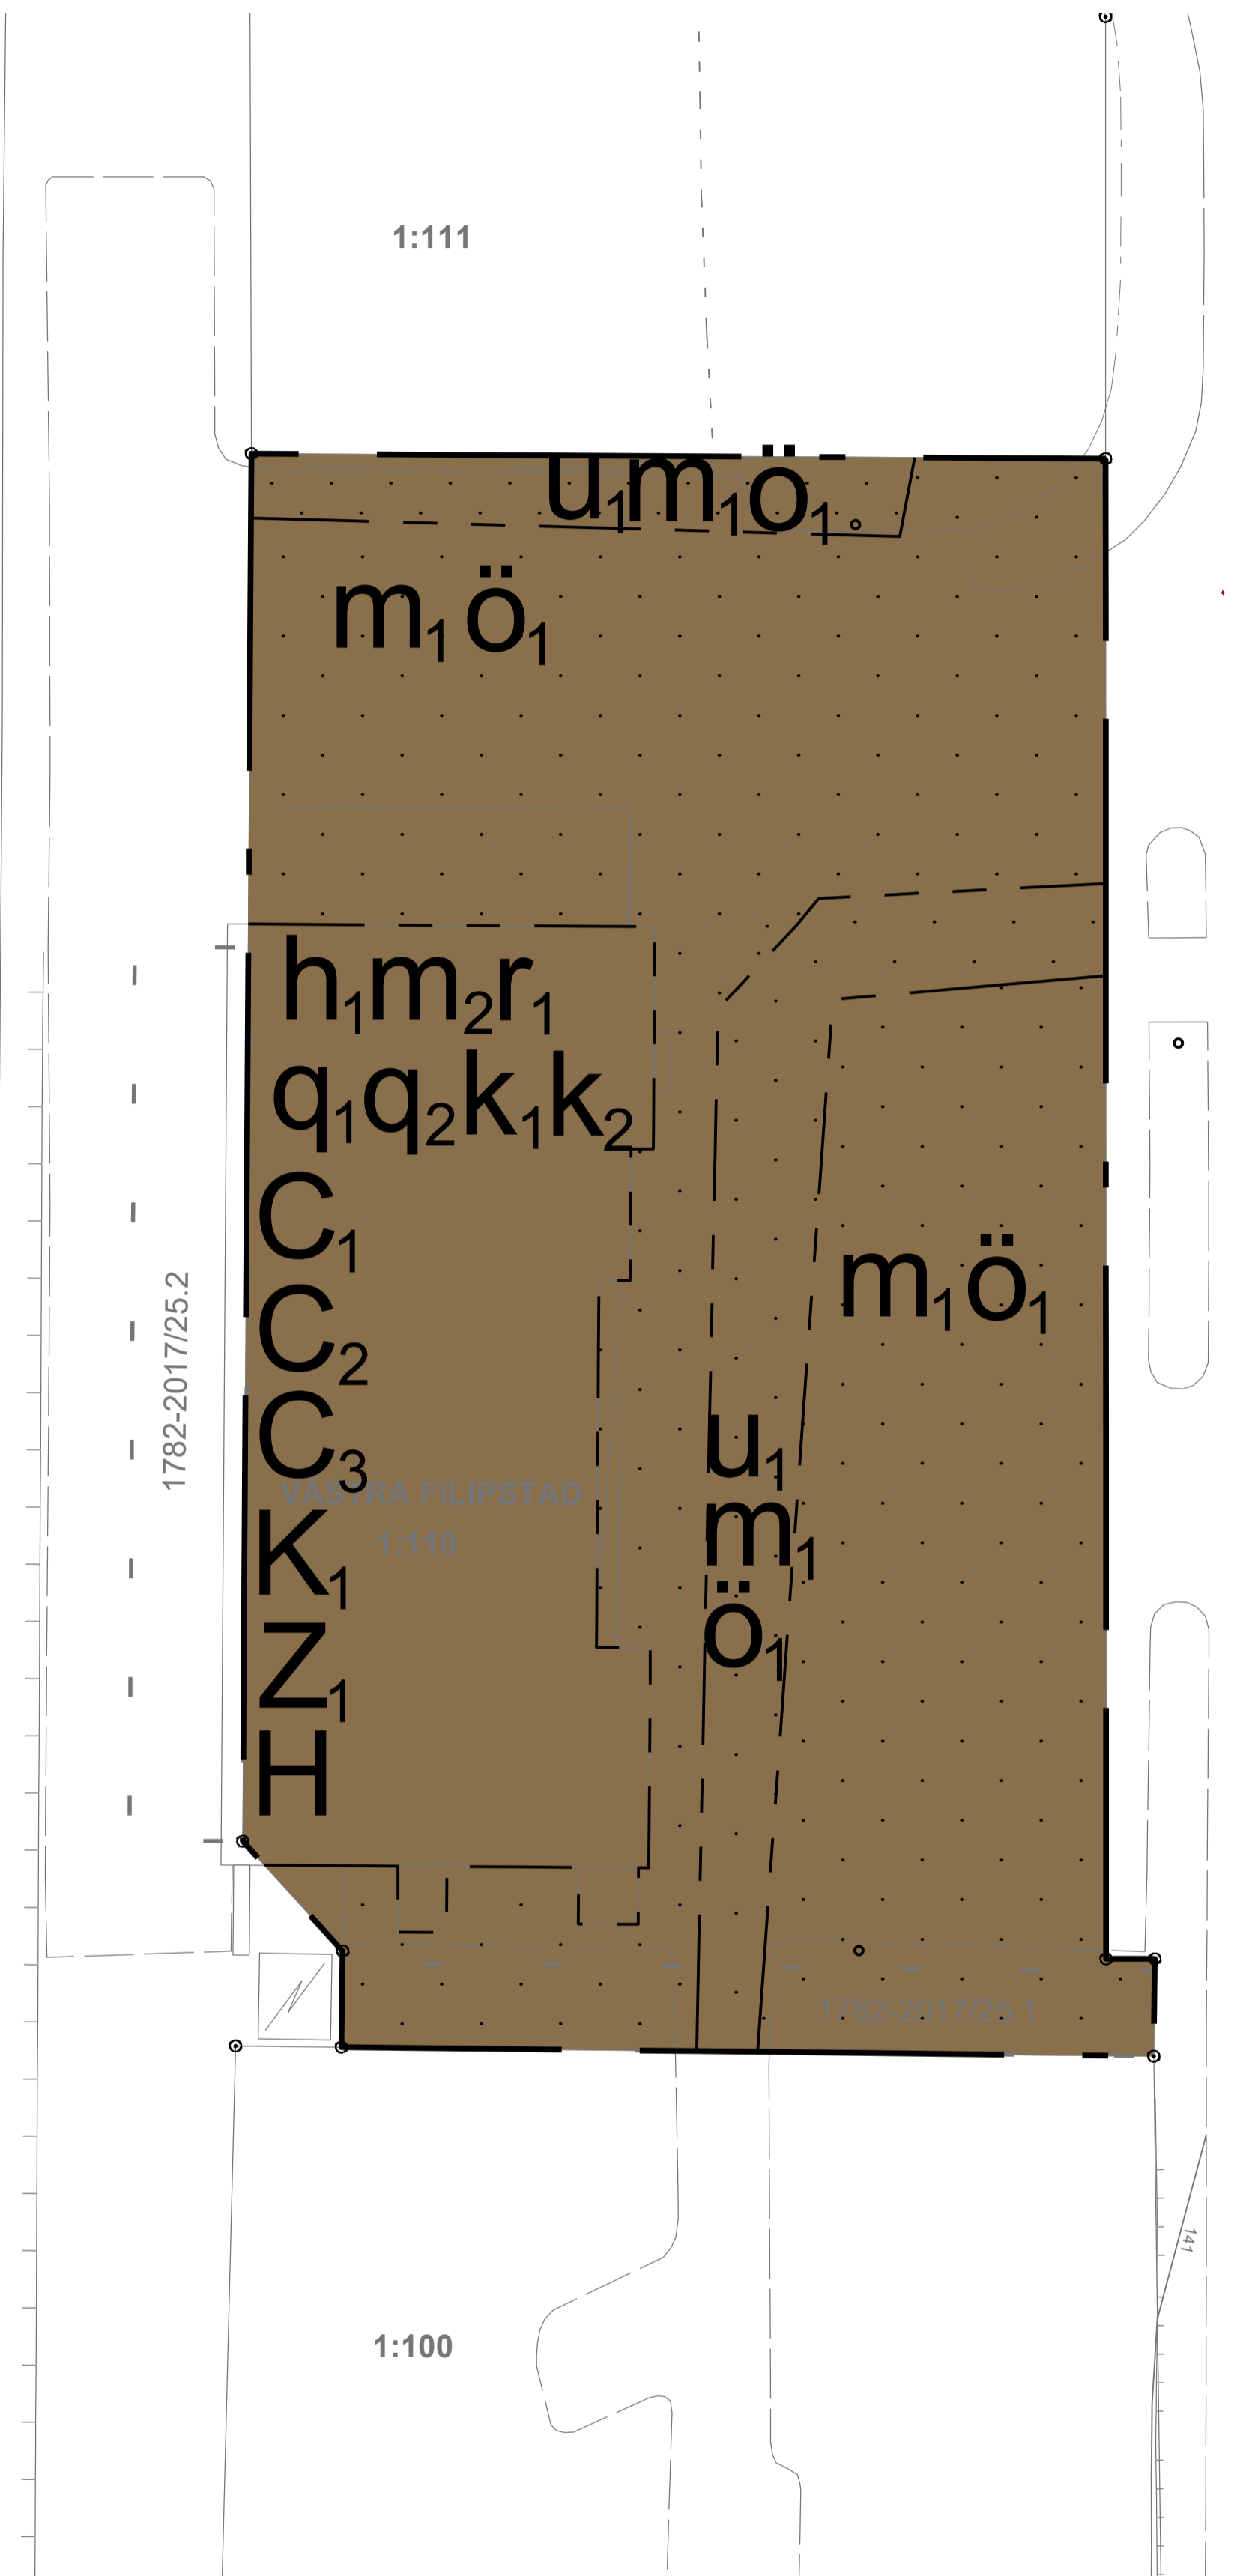 1:111
u1m1ö1
m1ö1
h1m2r1
q1q2k1k2
C1
C2
C3
K1
Z1
H
m1ö1
u1
m1
ö1
1782-2017/25.2
VÄSTRA FILIPSTAD
1:110
1782-2017/25.1
141
1:100